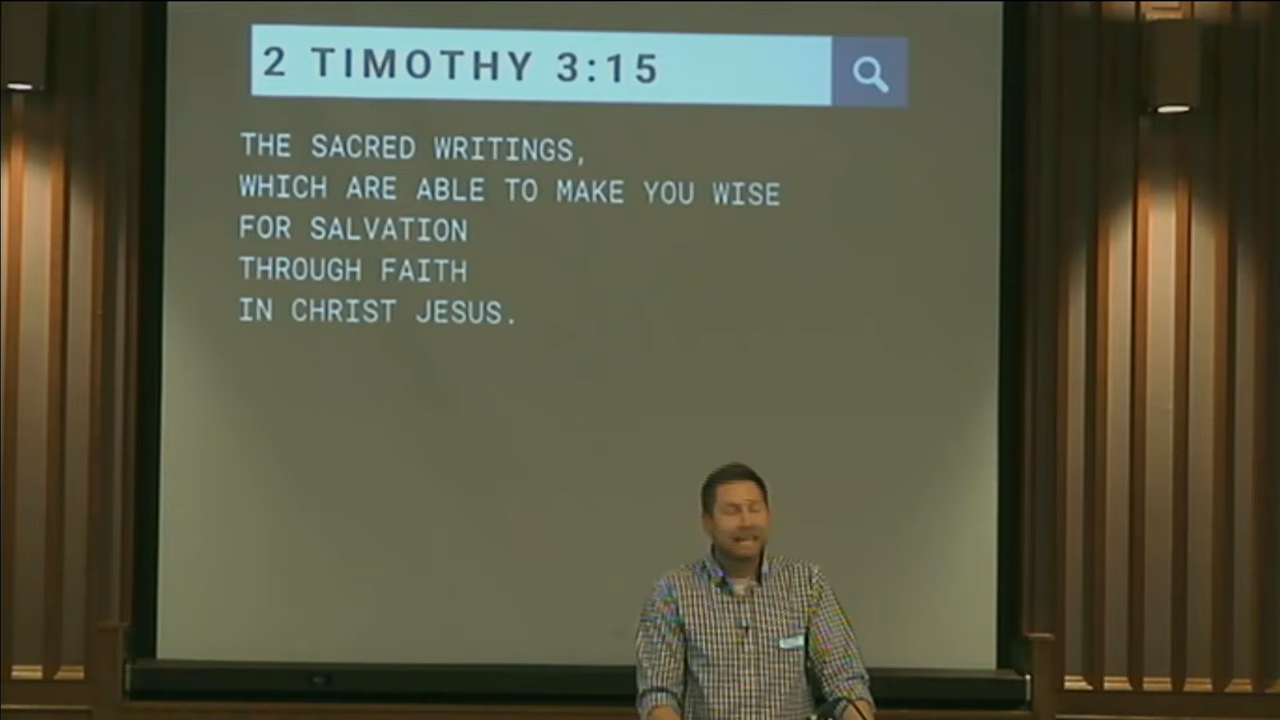 2 TIMOTHY 3:15
THE SACRED WRITINGS,
WHICH ARE ABLE TO MAKE YOU WISE
FOR SALVATION
THROUGH FAITH
IN CHRIST JESUS.